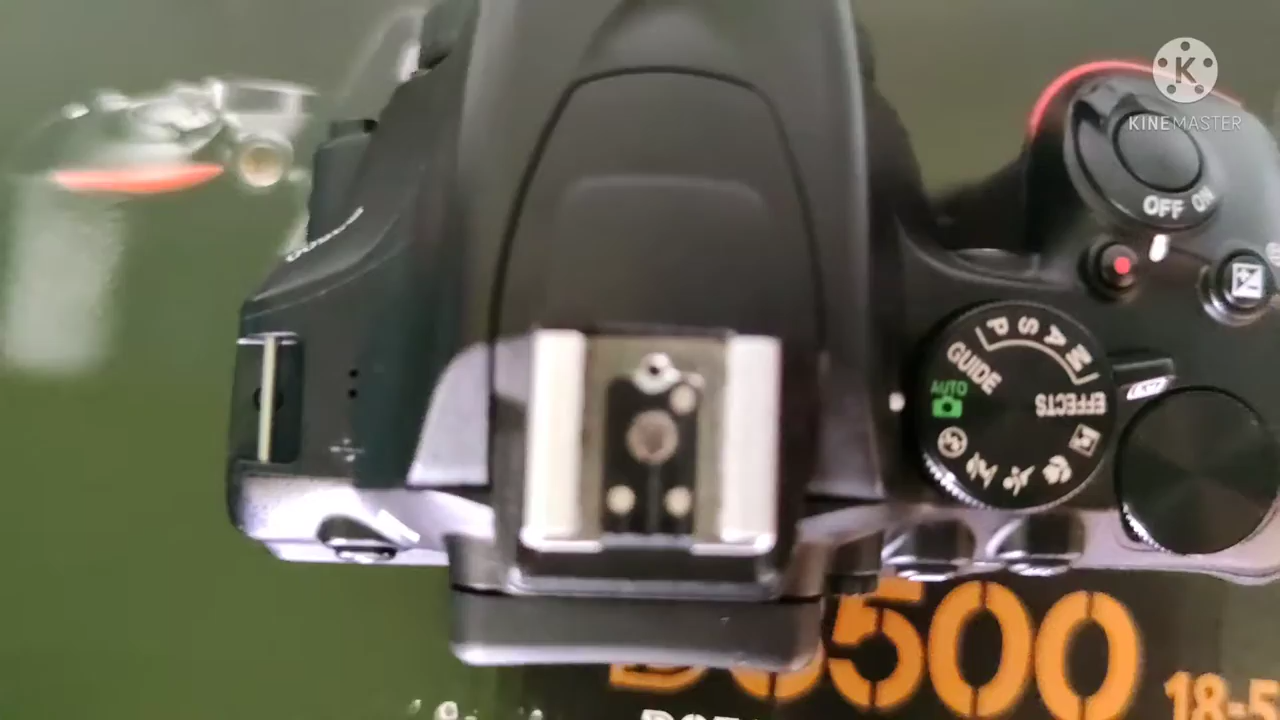 K
KINEMASTER
OFF ON
P S A M
GUIDE
AUTO
EFFECTS
500
18-5